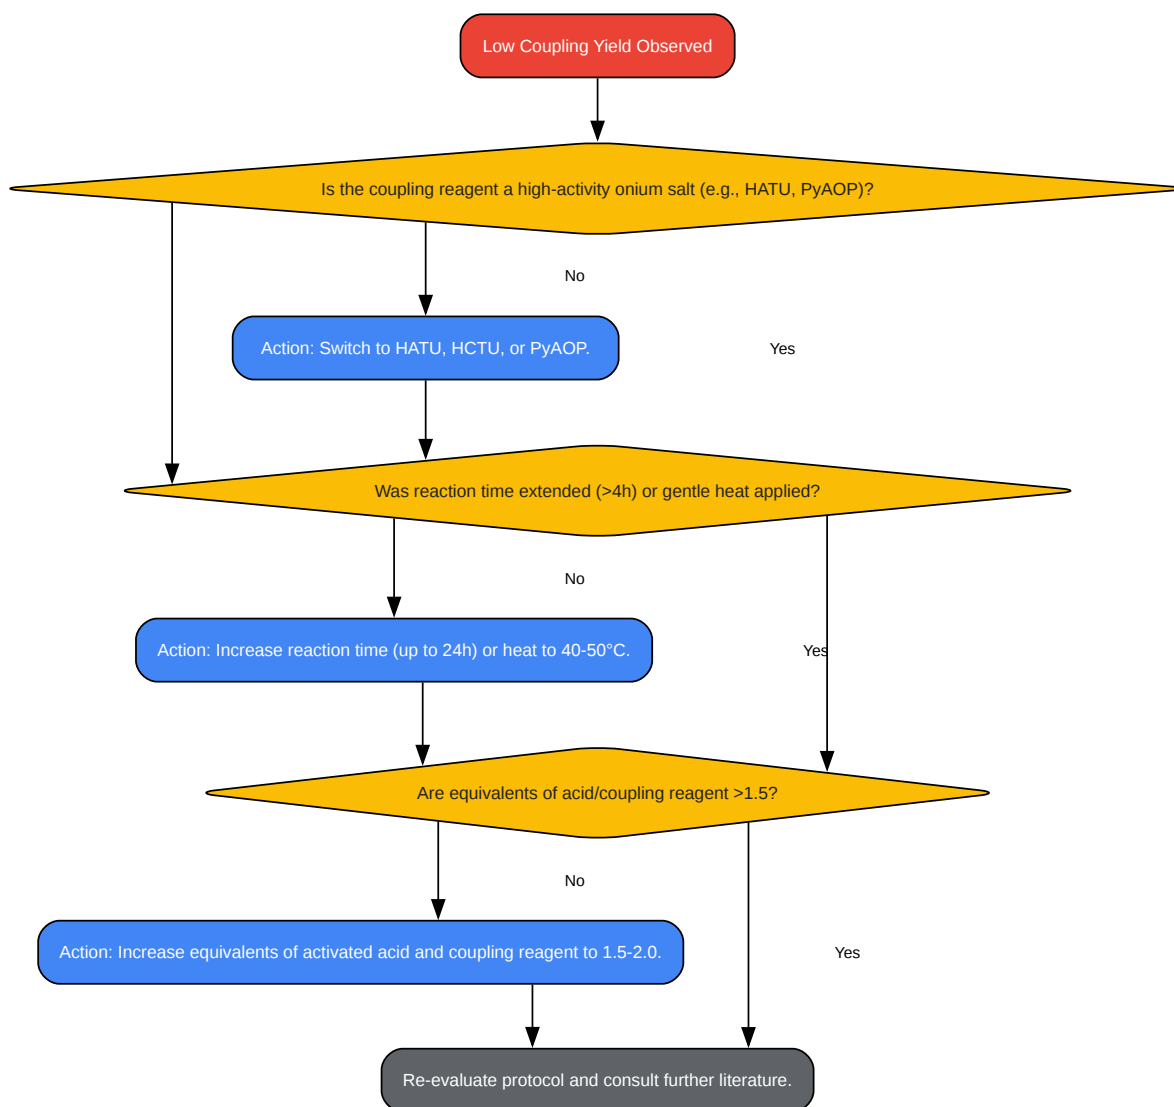 Low Coupling Yield Observed
Is the coupling reagent a high-activity onium salt (e.g., HATU, PyAOP)?
No
Action: Switch to HATU, HCTU, or PyAOP.
Yes
Was reaction time extended (>4h) or gentle heat applied?
No
Action: Increase reaction time (up to 24h) or heat to 40-50°C.
Yes
Are equivalents of acid/coupling reagent >1.5?
No
Action: Increase equivalents of activated acid and coupling reagent to 1.5-2.0.
Yes
Re-evaluate protocol and consult further literature.